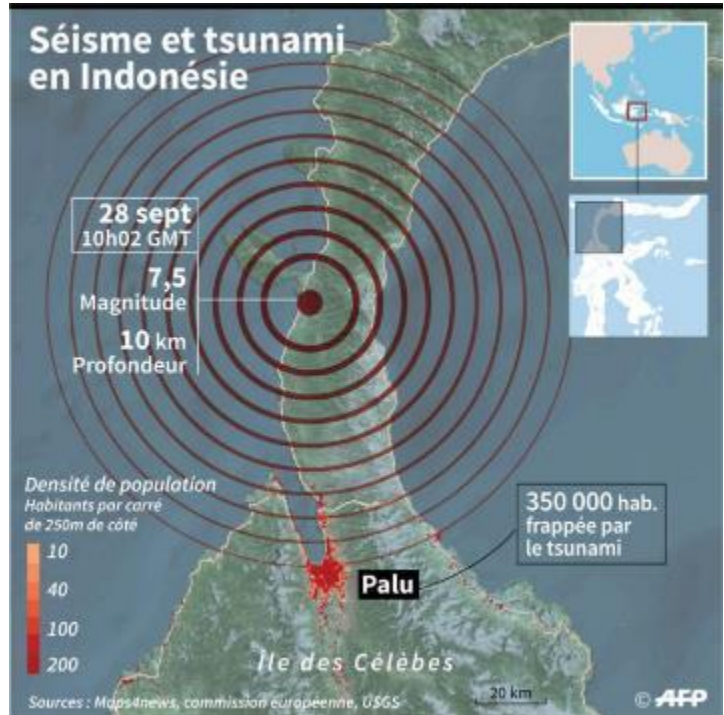 Séisme et tsunami
en Indonésie
28 sept
10h02 GMT
7,5
Magnitude
10 km
Profondeur
Densité de population
Habitants par carré
de 250m de côté
10
40
100
200
350 000 hab.
frappée par
le tsunami
Palu
Île des Célèbes
20 km
Sources : Maps4news, commission européenne, USGS
© AFP